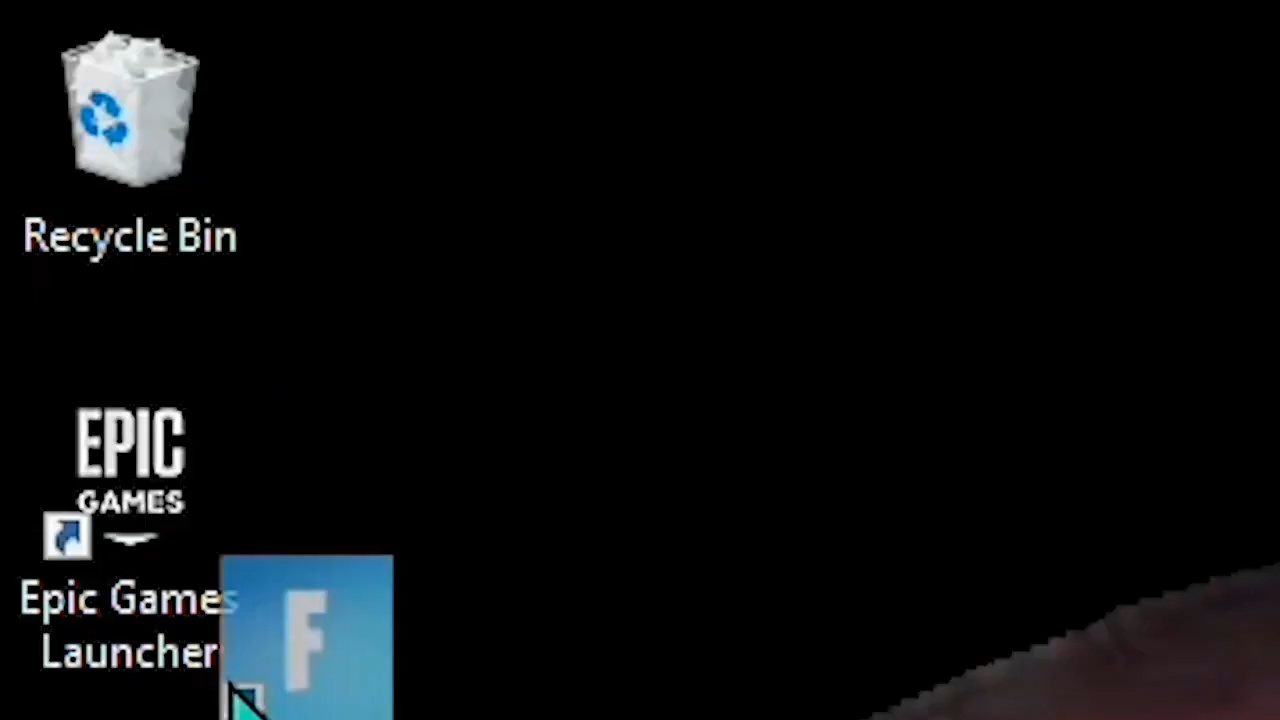 Recycle Bin
EPIC
GAMES
Epic Games
Launcher
F